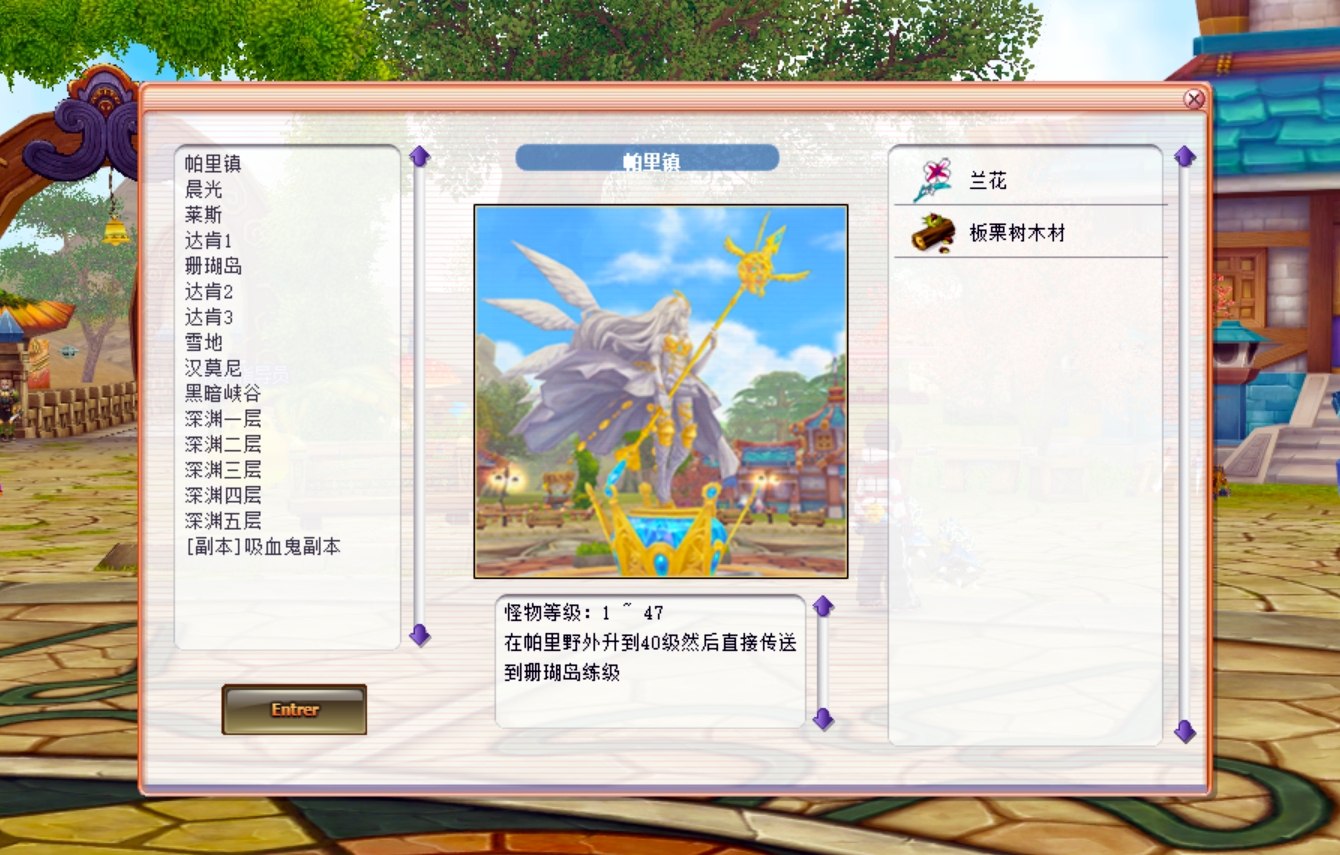 帕里镇
晨光
莱斯
达肯1
珊瑚岛
达肯2
达肯3
雪地
汉莫尼
黑暗峡谷
深渊一层
深渊二层
深渊三层
深渊四层
深渊五层
[副本]吸血鬼副本
Entrer
帕里镇
怪物等级：1 ~ 47
在帕里野外升到40级然后直接传送
到珊瑚岛练级
兰花
板栗树木材